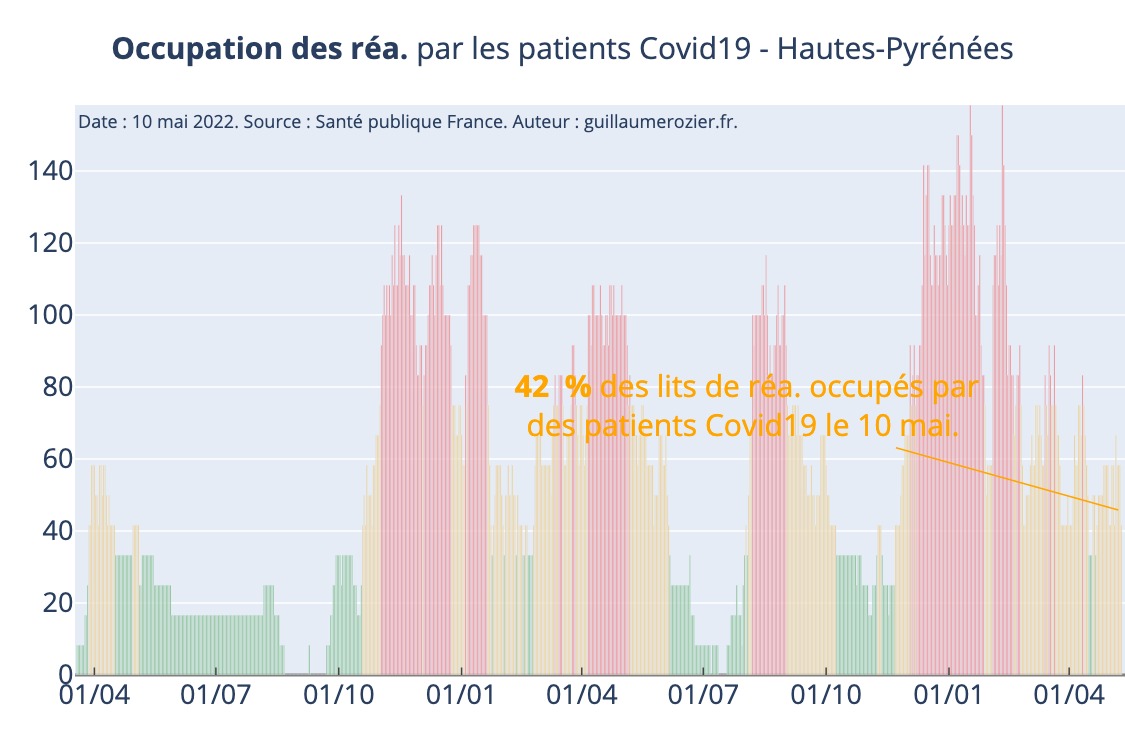 Occupation des réa. par les patients Covid19 - Hautes-Pyrénées
Date : 10 mai 2022. Source : Santé publique France. Auteur : guillaumerozier.fr.
140
120
100
80
60
40
20
0
42 % des lits de réa. occupés par
des patients Covid19 le 10 mai.
01/04 01/07 01/10 01/01 01/04 01/07 01/10 01/01 01/04